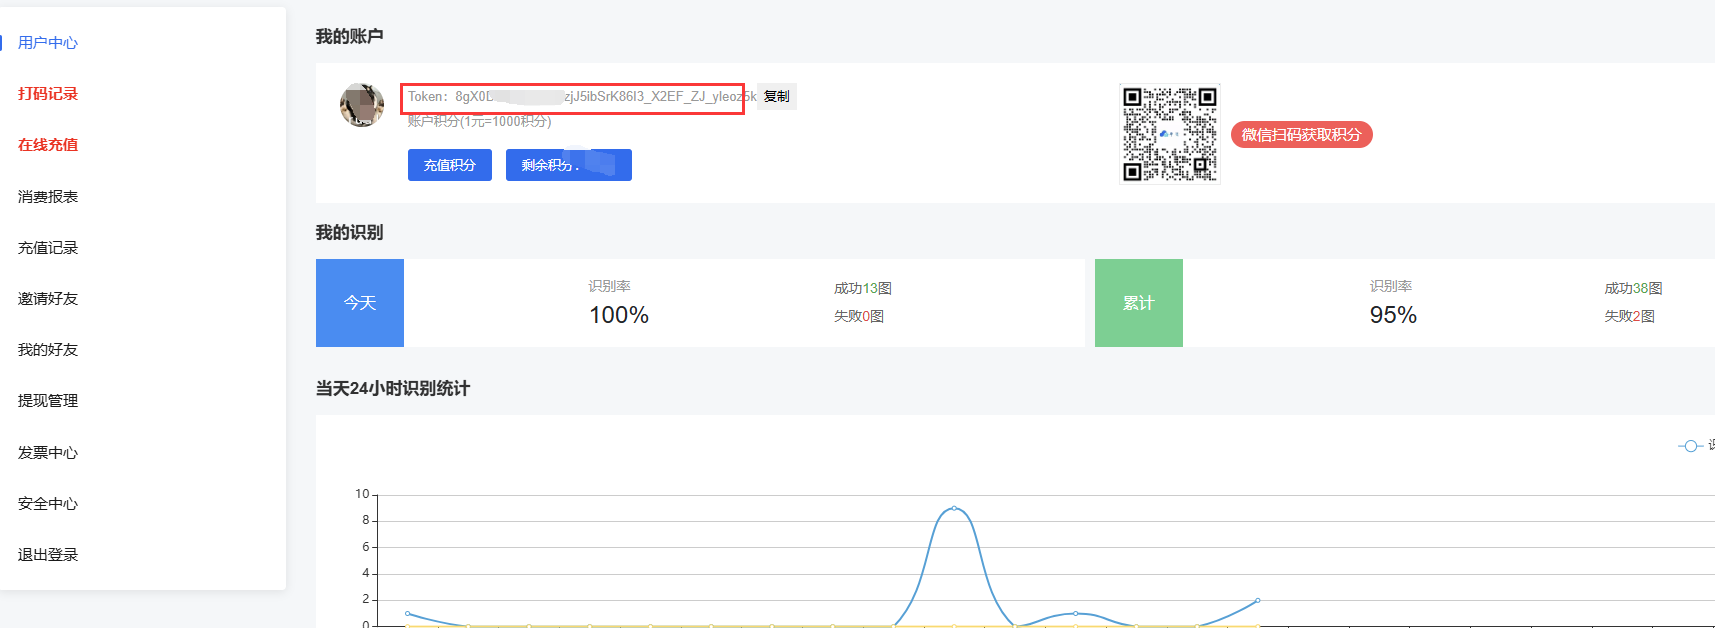 用户中心
打码记录
在线充值
消费报表
充值记录
邀请好友
我的好友
提现管理
发票中心
安全中心
退出登录
我的账户
Token：8gX0 zjJ5ibSrK86I3_X2EF_ZJ_yleoz5k 复制
账户积分(1元=1000积分)
充值积分 剩余积分：
微信扫码获取积分
我的识别
今天
识别率
100%
成功13图
失败0图
累计
识别率
95%
成功38图
失败2图
当天24小时识别统计
10
8
6
4
2
0